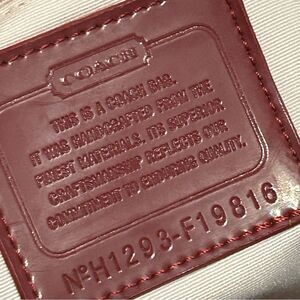 COACH
THIS IS A COACH BAG.
IT WAS HANDCRAFTED FROM THE
FINEST MATERIALS. ITS SUPERIOR
CRAFTSMANSHIP REFLECTS OUR
COMMITMENT TO ENDURING QUALITY.
NºH1293-F19816